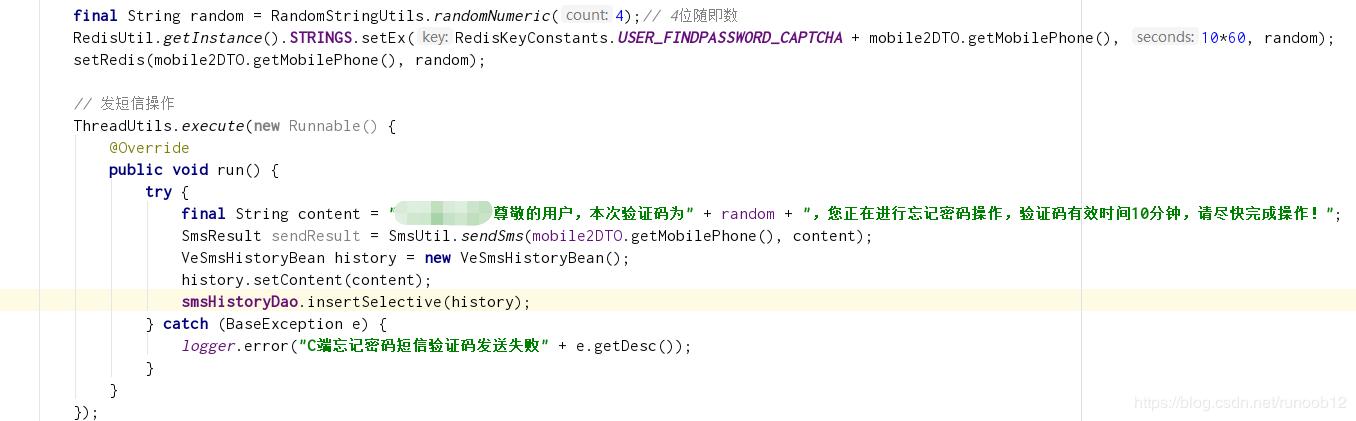 final String random = RandomStringUtils.randomNumeric( count: 4);// 4位随即数
RedisUtil.getInstance().STRINGS.setEx( key: RedisKeyConstants.USER_FINDPASSWORD_CAPTCHA + mobile2DTO.getMobilePhone(), seconds: 10*60, random);
setRedis(mobile2DTO.getMobilePhone(), random);
// 发短信操作
ThreadUtils.execute(new Runnable() {
@Override
public void run() {
try {
final String content = "尊敬的用户，本次验证码为" + random + "，您正在进行忘记密码操作，验证码有效时间10分钟，请尽快完成操作！";
SmsResult sendResult = SmsUtil.sendSms(mobile2DTO.getMobilePhone(), content);
VeSmsHistoryBean history = new VeSmsHistoryBean();
history.setContent(content);
smsHistoryDao.insertSelective(history);
} catch (BaseException e) {
logger.error("C端忘记密码短信验证码发送失败" + e.getDesc());
}
}
});
https://blog.csdn.net/runoob12